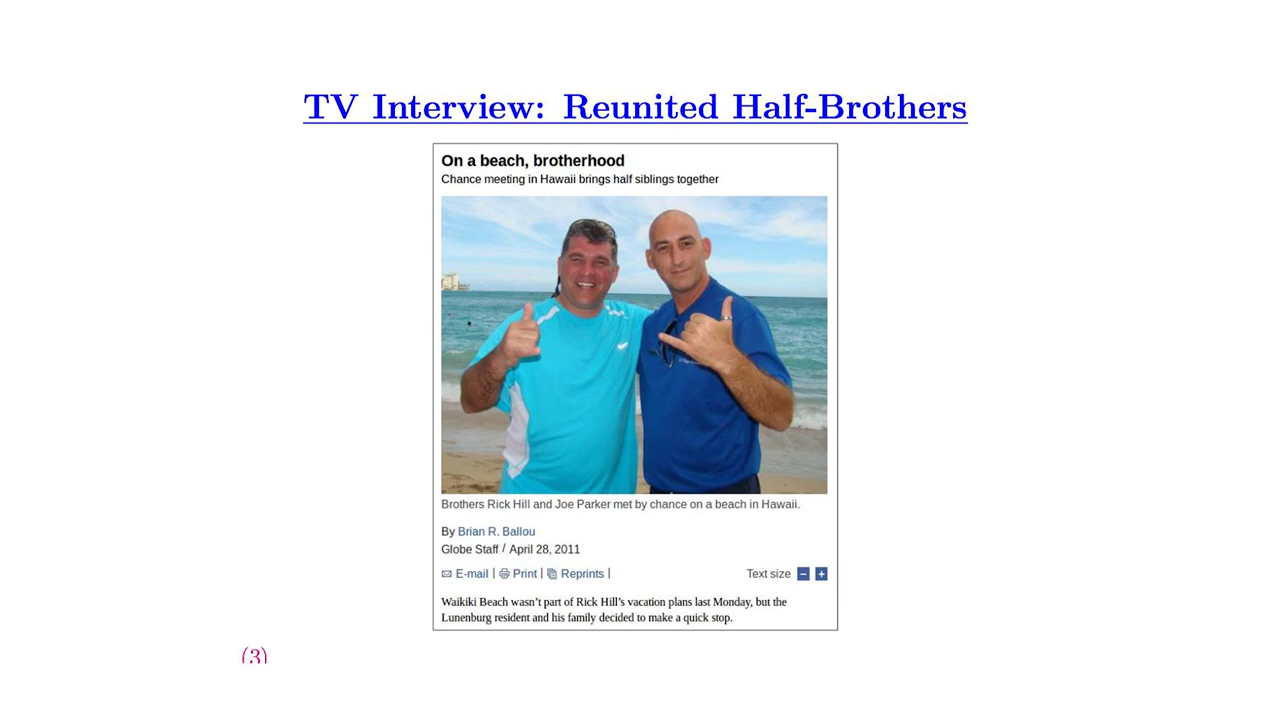 TV Interview: Reunited Half-Brothers
On a beach, brotherhood
Chance meeting in Hawaii brings half siblings together
Brothers Rick Hill and Joe Parker met by chance on a beach in Hawaii.
By Brian R. Ballou
Globe Staff / April 28, 2011
E-mail | Print | Reprints | Text size − +
Waikiki Beach wasn't part of Rick Hill's vacation plans last Monday, but the
Lunenburg resident and his family decided to make a quick stop.
(3)